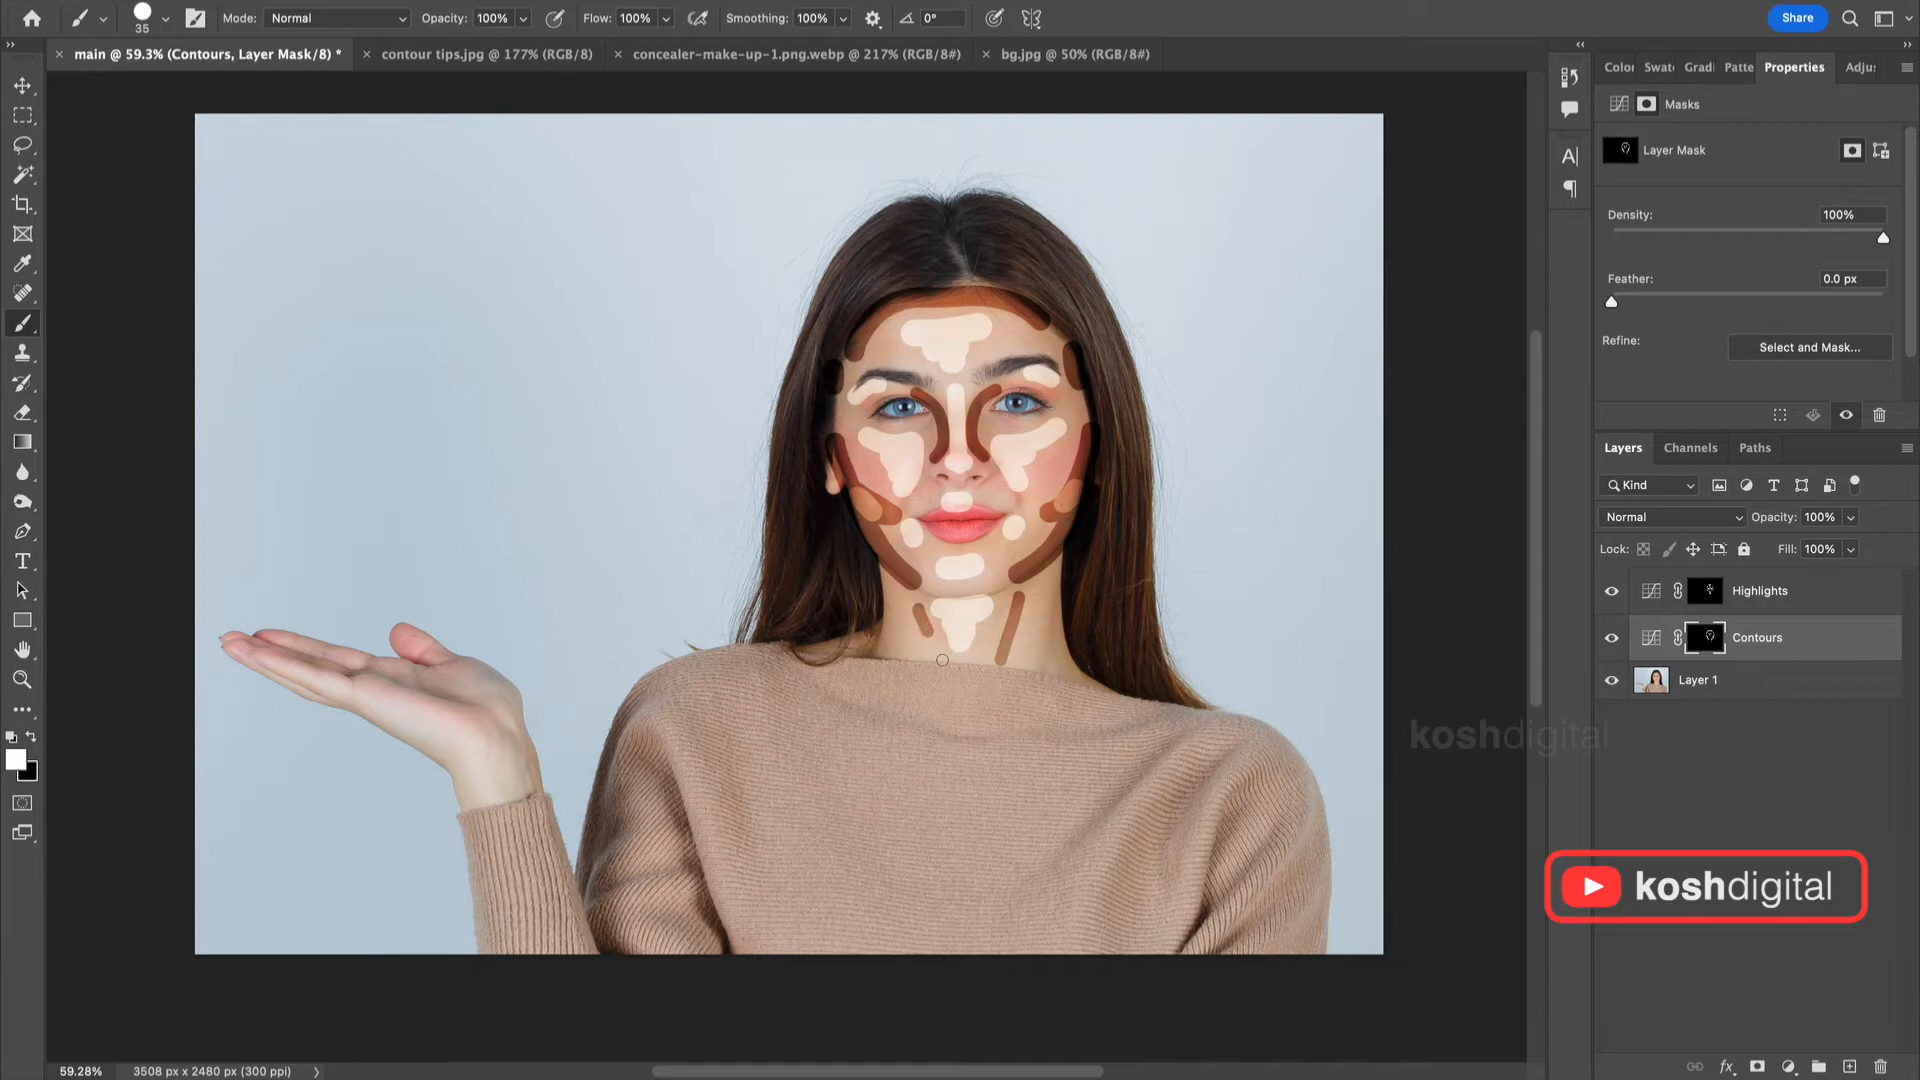 35
Mode:
Normal
Opacity:
100%
Flow:
100%
Smoothing:
100%
0°
Share
main @ 59.3% (Contours, Layer Mask/8) *
contour tips.jpg @ 177% (RGB/8)
concealer-make-up-1.png.webp @ 217% (RGB/8#)
bg.jpg @ 50% (RGB/8#)
Color
Swatc
Gradi
Patte
Properties
Adju:
Masks
Layer Mask
Density:
100%
Feather:
0.0 px
Refine:
Select and Mask...
Layers
Channels
Paths
Kind
Normal
Opacity:
100%
Lock:
Fill:
100%
Highlights
Contours
Layer 1
koshdigital
koshdigital
59.28%
3508 px x 2480 px (300 ppi)